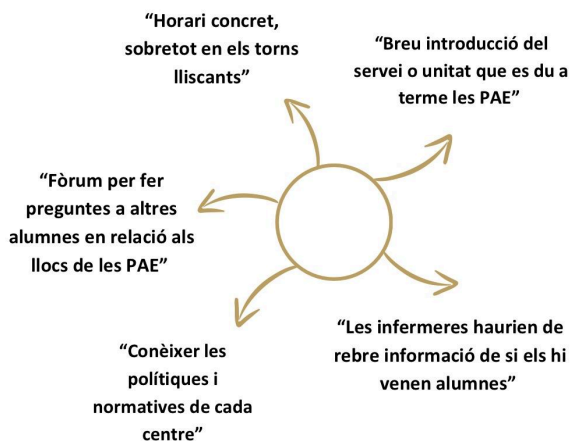 “Horari concret,
sobretot en els torns
lliscants”
“Breu introducció del
servei o unitat que es du a
terme les PAE”
“Fòrum per fer
preguntes a altres
alumnes en relació als
llocs de les PAE”
“Les infermeres haurien de
rebre informació de si els hi
venen alumnes”
“Conèixer les
polítiques i
normatives de cada
centre”